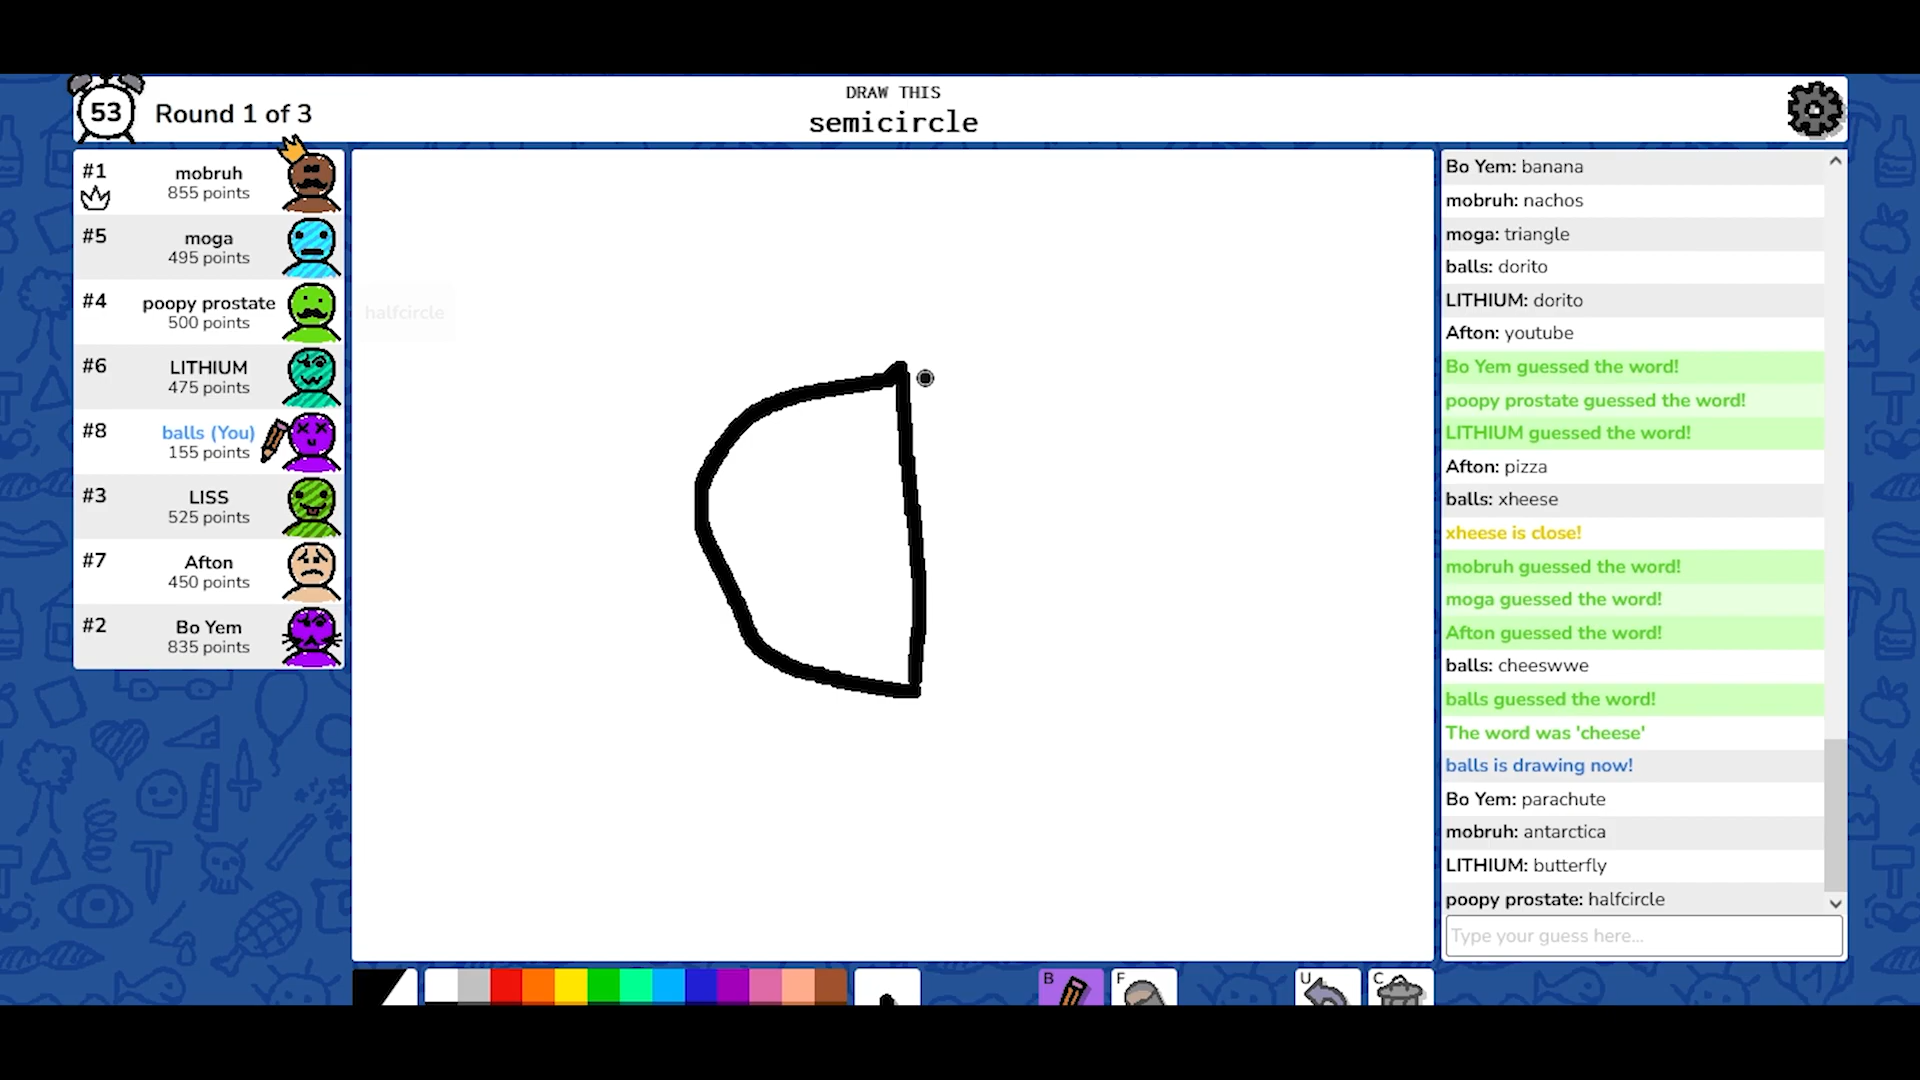 53
Round 1 of 3
DRAW THIS
semicircle
#1
mobruh
855 points
#5
moga
495 points
#4
poopy prostate
500 points
#6
LITHIUM
475 points
#8
balls (You)
155 points
#3
LISS
525 points
#7
Afton
450 points
#2
Bo Yem
835 points
halfcircle
Bo Yem: banana
mobruh: nachos
moga: triangle
balls: dorito
LITHIUM: dorito
Afton: youtube
Bo Yem guessed the word!
poopy prostate guessed the word!
LITHIUM guessed the word!
Afton: pizza
balls: xheese
xheese is close!
mobruh guessed the word!
moga guessed the word!
Afton guessed the word!
balls: cheeswwe
balls guessed the word!
The word was 'cheese'
balls is drawing now!
Bo Yem: parachute
mobruh: antarctica
LITHIUM: butterfly
poopy prostate: halfcircle
Type your guess here...
B
F
U
C